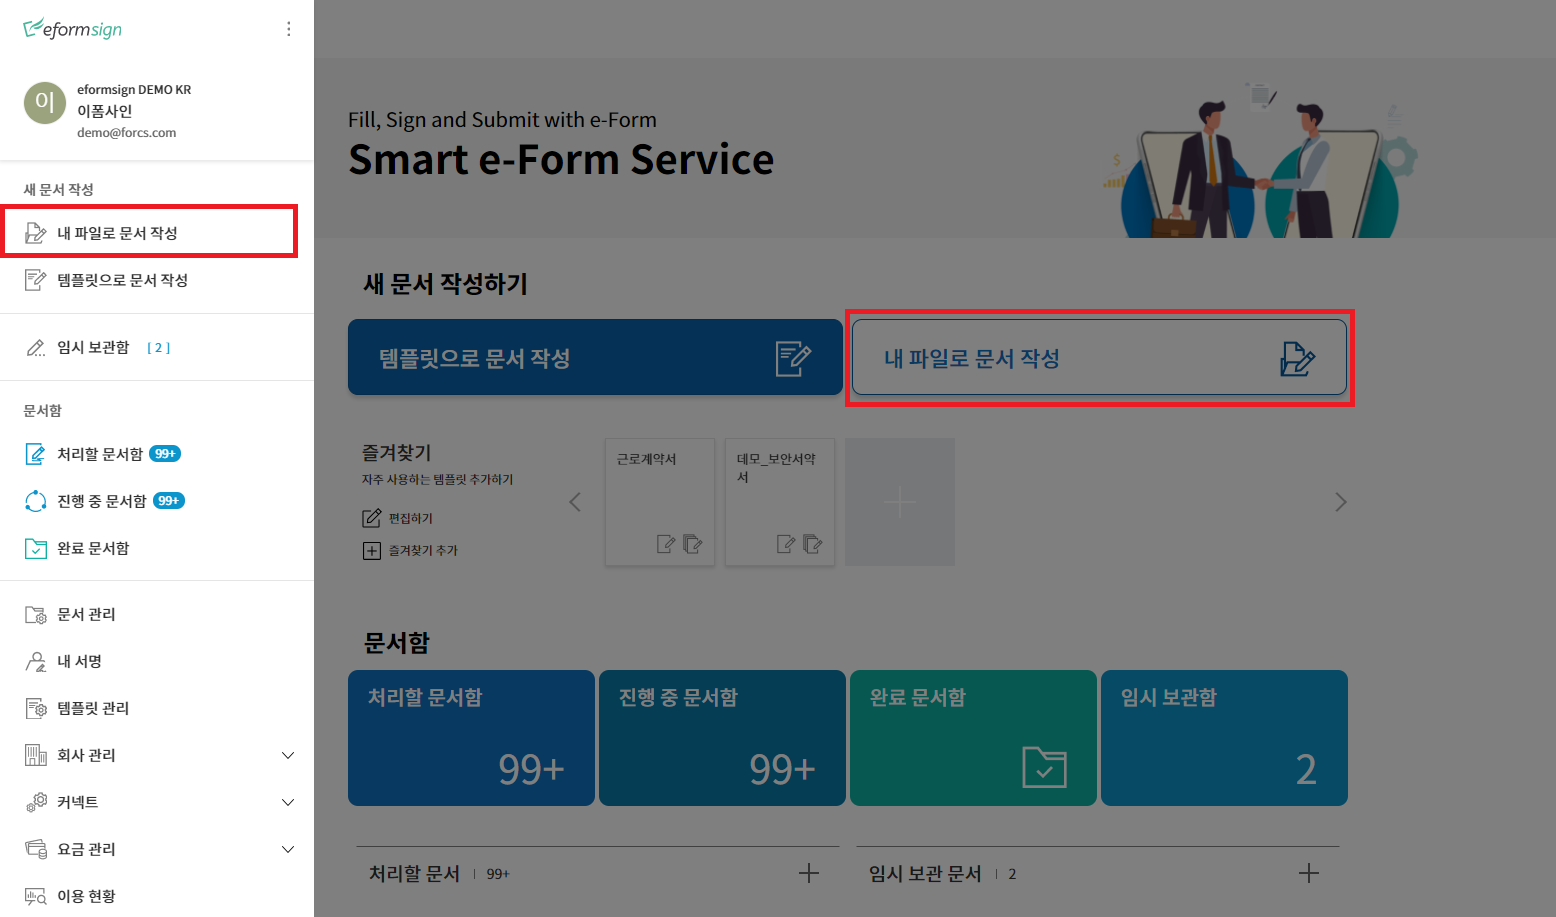 eformsign
이
eformsign DEMO KR
이폼사인
demo@forcs.com
새 문서 작성
내 파일로 문서 작성
템플릿으로 문서 작성
임시 보관함 [ 2 ]
문서함
처리할 문서함 99+
진행 중 문서함 99+
완료 문서함
문서 관리
내 서명
템플릿 관리
회사 관리
커넥트
요금 관리
이용 현황
Fill, Sign and Submit with e-Form
Smart e-Form Service
새 문서 작성하기
템플릿으로 문서 작성
내 파일로 문서 작성
즐겨찾기
자주 사용하는 템플릿 추가하기
편집하기
즐겨찾기 추가
근로계약서
데모_보안서약
서
문서함
처리할 문서함
99+
진행 중 문서함
99+
완료 문서함
임시 보관함
2
처리할 문서 | 99+
임시 보관 문서 | 2